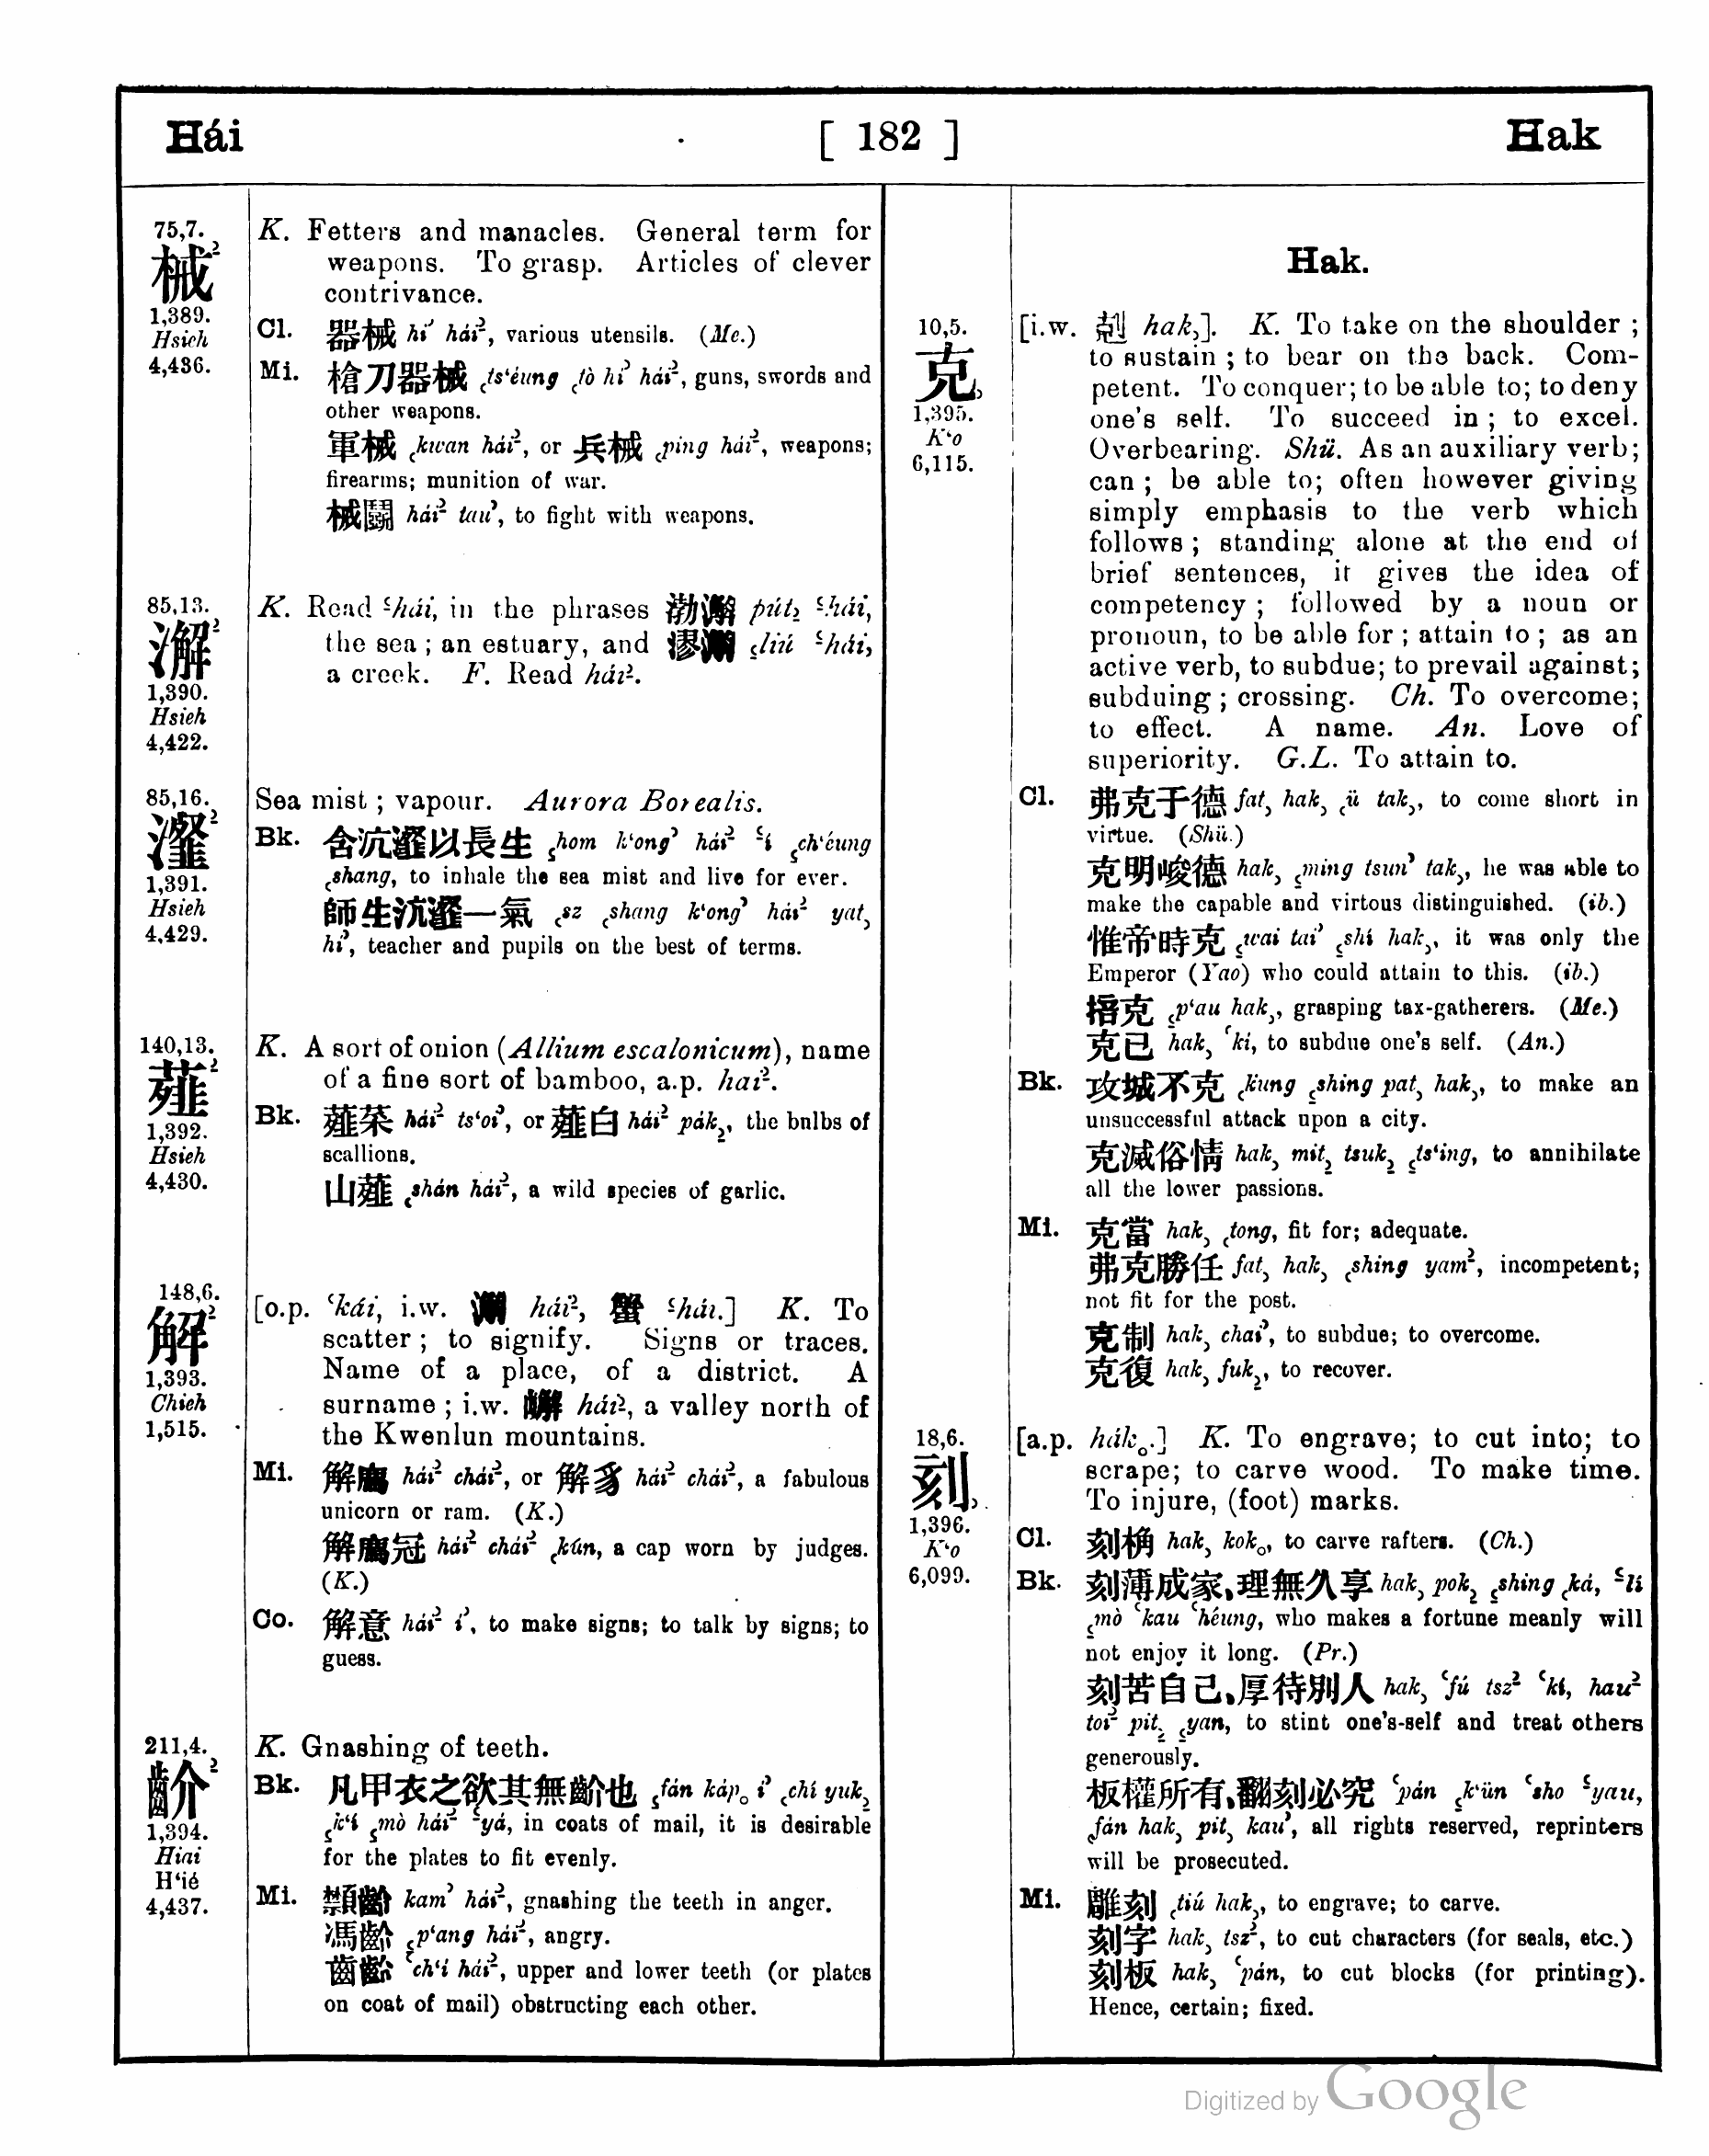 Hái [ 182 ] Hak
75,7.
械²
1,389.
Hsieh
4,436.
K. Fetters and manacles. General term for
weapons. To grasp. Articles of clever
contrivance.
Cl. 器械 hí’ hái², various utensils. (Me.)
Mi. 槍刀器械 ˛ts‘éung ˛tò hí’ hái², guns, swords and
other weapons.
軍械 ˛kwan hái², or 兵械 ˛ping hái², weapons;
firearms; munition of war.
械鬬 hái² tau’, to fight with weapons.
85,13.
澥²
1,390.
Hsieh
4,422.
K. Read ‘hái, in the phrases 渤澥 pút₂ ‘hái,
the sea; an estuary, and 漻澥 ˛liú ‘hái,
a creek. F. Read hái².
85,16.
瀣²
1,391.
Hsieh
4,429.
Sea mist; vapour. Aurora Borealis.
Bk. 含沆瀣以長生 ˛hom k‘ong’ hái² ‘í ˛ch‘éung
˛shang, to inhale the sea mist and live for ever.
師生沆瀣一氣 ˛sz ˛shang k‘ong’ hái² yat,
hí’, teacher and pupils on the best of terms.
140,13.
薤²
1,392.
Hsieh
4,430.
K. A sort of onion (Allium escalonicum), name
of a fine sort of bamboo, a.p. hai².
Bk. 薤菜 hái² ts‘oi’, or 薤白 hái² pák₂, the bulbs of
scallions.
山薤 ˛shán hái², a wild species of garlic.
148,6.
解²
1,393.
Chieh
1,515.
[o.p. ‘kái, i.w. 澥 hái², 蟹 ‘hái.] K. To
scatter; to signify. Signs or traces.
Name of a place, of a district. A
surname; i.w. hái², a valley north of
the Kwenlun mountains.
Mi. 解廌 hái² chái², or 解豸 hái² chái², a fabulous
unicorn or ram. (K.)
解廌冠 hái² chái² ˛kún, a cap worn by judges.
(K.)
Co. 解意 hái² í’, to make signs; to talk by signs; to
guess.
211,4.
齘²
1,394.
Hiai
H‘ié
4,437.
K. Gnashing of teeth.
Bk. 凡甲衣之欲其無齘也 ˛fán káp₀ í’ ˛chí yuk₂
˛k‘í ˛mò hái² ‘yá, in coats of mail, it is desirable
for the plates to fit evenly.
Mi. 齘 kam’ hái², gnashing the teeth in anger.
馮齘 ˛p‘ang hái², angry.
齒齘 ‘ch‘i hái², upper and lower teeth (or plates
on coat of mail) obstructing each other.
Hak.
10,5.
克,
1,395.
K‘o
6,115.
[i.w. 剋 hak,]. K. To take on the shoulder;
to sustain; to bear on the back. Com-
petent. To conquer; to be able to; to deny
one's self. To succeed in; to excel.
Overbearing. Shü. As an auxiliary verb;
can; be able to; often however giving
simply emphasis to the verb which
follows; standing alone at the end of
brief sentences, it gives the idea of
competency; followed by a noun or
pronoun, to be able for; attain to; as an
active verb, to subdue; to prevail against;
subduing; crossing. Ch. To overcome;
to effect. A name. An. Love of
superiority. G.L. To attain to.
Cl. 弗克于德 fat, hak, ˛ü tak,, to come short in
virtue. (Shü.)
克明峻德 hak, ˛ming tsun’ tak,, he was able to
make the capable and virtous distinguished. (ib.)
惟帝時克 ˛wai tai’ ˛shí hak,, it was only the
Emperor (Yao) who could attain to this. (ib.)
掊克 ˛p‘au hak,, grasping tax-gatherers. (Me.)
克已 hak, ‘ki, to subdue one's self. (An.)
Bk. 攻城不克 ˛kung ˛shing pat, hak,, to make an
unsuccessful attack upon a city.
克滅俗情 hak, mít₂ tsuk₂ ˛ts‘ing, to annihilate
all the lower passions.
Mi. 克當 hak, ˛tong, fit for; adequate.
弗克勝任 fat, hak, ˛shing yam², incompetent;
not fit for the post.
克制 hak, chai’, to subdue; to overcome.
克復 hak, fuk₂, to recover.
18,6.
刻,
1,396.
K‘o
6,099.
[a.p. hák₀.] K. To engrave; to cut into; to
scrape; to carve wood. To make time.
To injure, (foot) marks.
Cl. 刻桷 hak, kok₀, to carve rafters. (Ch.)
Bk. 刻薄成家、理無久享 hak, pok₂ ˛shing ˛ká, ‘lí
˛mò ‘kau ‘héung, who makes a fortune meanly will
not enjoy it long. (Pr.)
刻苦自己、厚待別人 hak, ‘fú tsz² ‘kí, hau²
toi² pit₂ ˛yan, to stint one's-self and treat others
generously.
板權所有、翻刻必究 ‘pán ˛k‘ün ‘sho ‘yau,
˛fán hak, pit, kau’, all rights reserved, reprinters
will be prosecuted.
Mi. 雕刻 ˛tiú hak,, to engrave; to carve.
刻字 hak, tsz², to cut characters (for seals, etc.)
刻板 hak, ‘pán, to cut blocks (for printing).
Hence, certain; fixed.
Digitized by Google